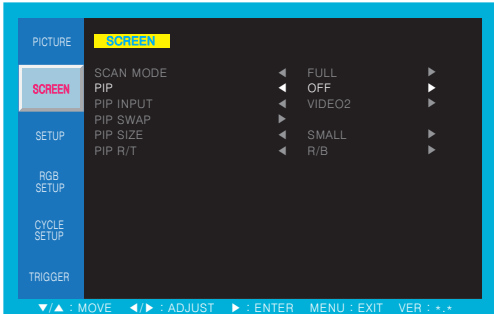 PICTURE
SCREEN
SCREEN
SETUP
RGB
SETUP
CYCLE
SETUP
TRIGGER
SCAN MODE ◀ FULL ▶
PIP ◀ OFF ▶
PIP INPUT ◀ VIDEO2 ▶
PIP SWAP ▶
PIP SIZE ◀ SMALL ▶
PIP R/T ◀ R/B ▶
▼/▲ : MOVE ◀/▶ : ADJUST ▶ : ENTER MENU : EXIT VER : *.*